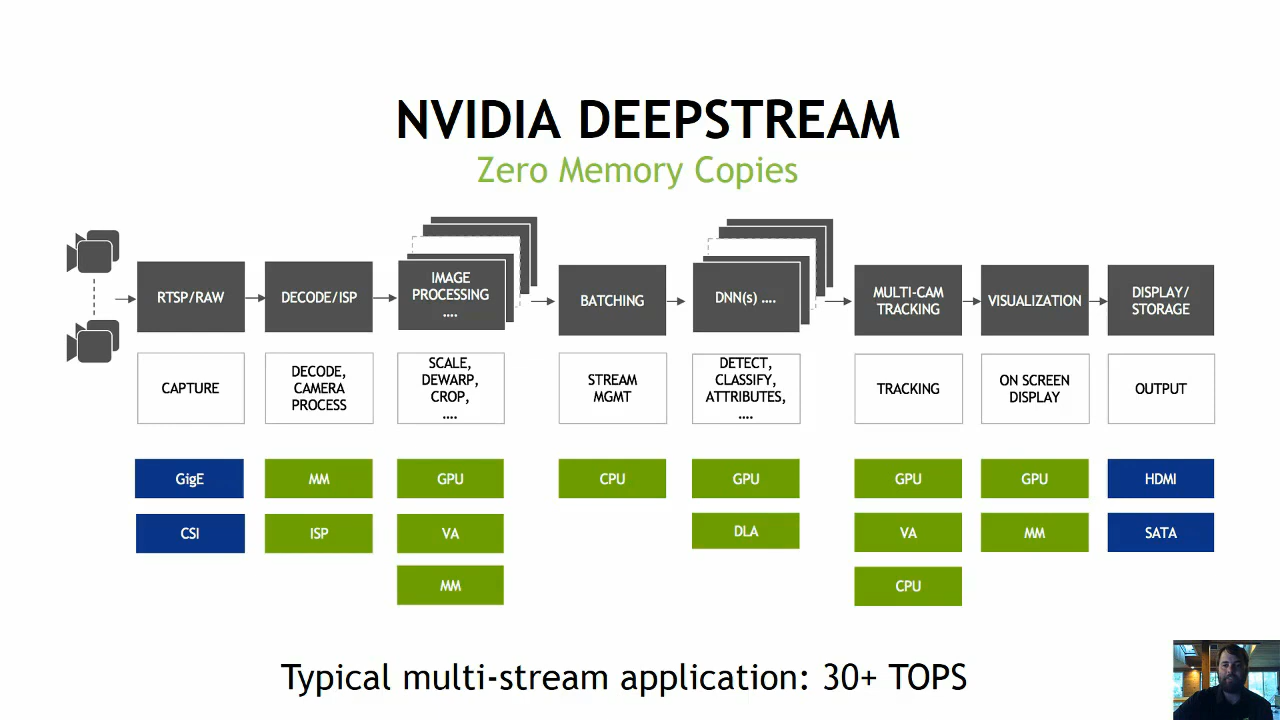 NVIDIA DEEPSTREAM
Zero Memory Copies
RTSP/RAW
DECODE/ISP
IMAGE
PROCESSING
....
BATCHING
DNN(s) ....
MULTI-CAM
TRACKING
VISUALIZATION
DISPLAY/
STORAGE
CAPTURE
DECODE,
CAMERA
PROCESS
SCALE,
DEWARP,
CROP,
....
STREAM
MGMT
DETECT,
CLASSIFY,
ATTRIBUTES,
....
TRACKING
ON SCREEN
DISPLAY
OUTPUT
GigE
MM
GPU
CPU
GPU
GPU
GPU
HDMI
CSI
ISP
VA
DLA
VA
MM
SATA
MM
CPU
Typical multi-stream application: 30+ TOPS